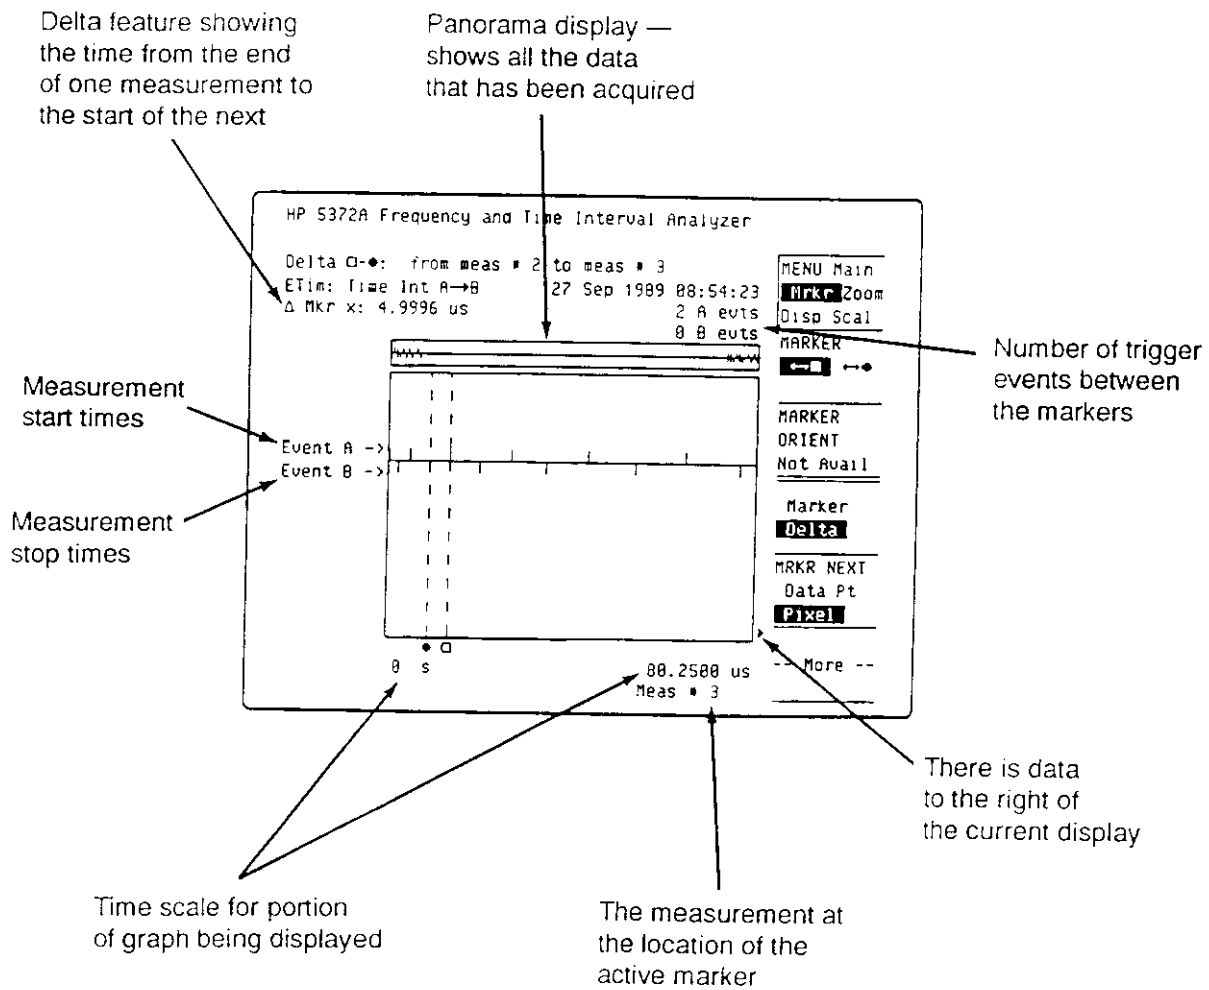 Delta feature showing
the time from the end
of one measurement to
the start of the next
Panorama display —
shows all the data
that has been acquired
HP 5372A Frequency and Time Interval Analyzer
Delta □-●: from meas # 2 to meas # 3
ETim: Time Int A→B 27 Sep 1989 08:54:23
Δ Mkr x: 4.9996 us 2 A evts
0 B evts
MENU Main
Mrkr Zoom
Disp Scal
MARKER
↔■ ↔●
MARKER
ORIENT
Not Avail
Marker
Delta
MRKR NEXT
Data Pt
Pixel
-- More --
Number of trigger
events between
the markers
Measurement
start times
Event A ->
Event B ->
Measurement
stop times
● □
0 s 80.2500 us
Meas # 3
There is data
to the right of
the current display
Time scale for portion
of graph being displayed
The measurement at
the location of the
active marker